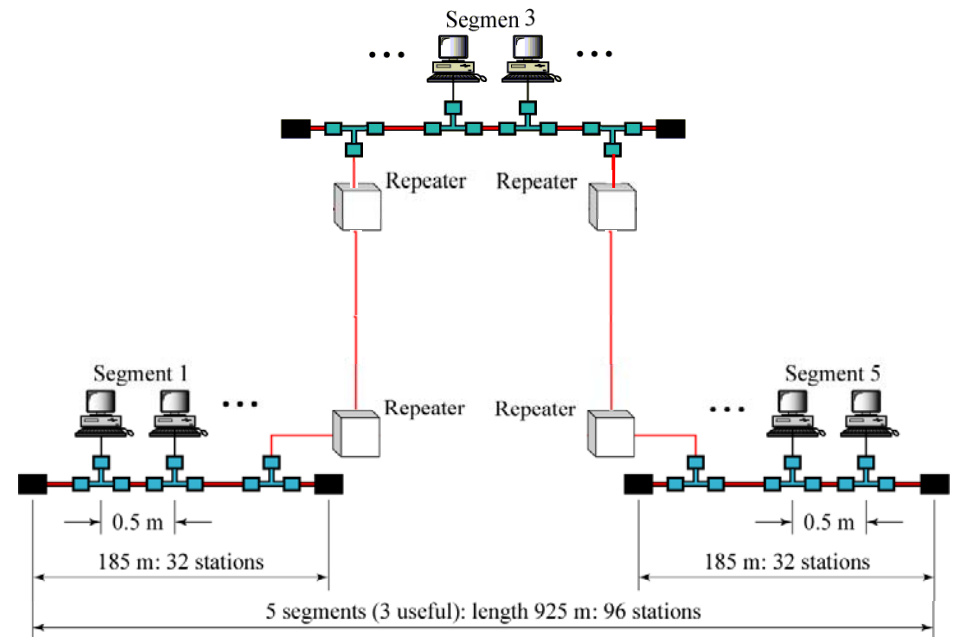 Segmen 3
Repeater Repeater
Segment 1 Segment 5
Repeater Repeater
0.5 m 0.5 m
185 m: 32 stations 185 m: 32 stations
5 segments (3 useful): length 925 m: 96 stations